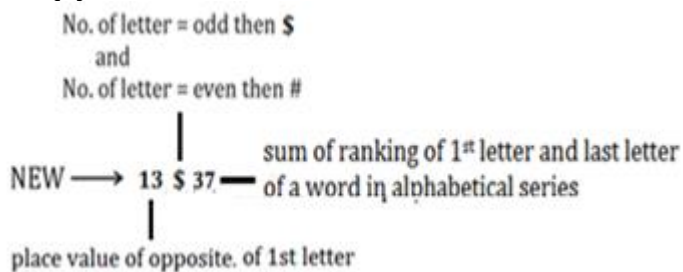 No. of letter = odd then $
and
No. of letter = even then #
NEW ⟶ 13 $ 37
sum of ranking of 1st letter and last letter
of a word in alphabetical series
place value of opposite. of 1st letter